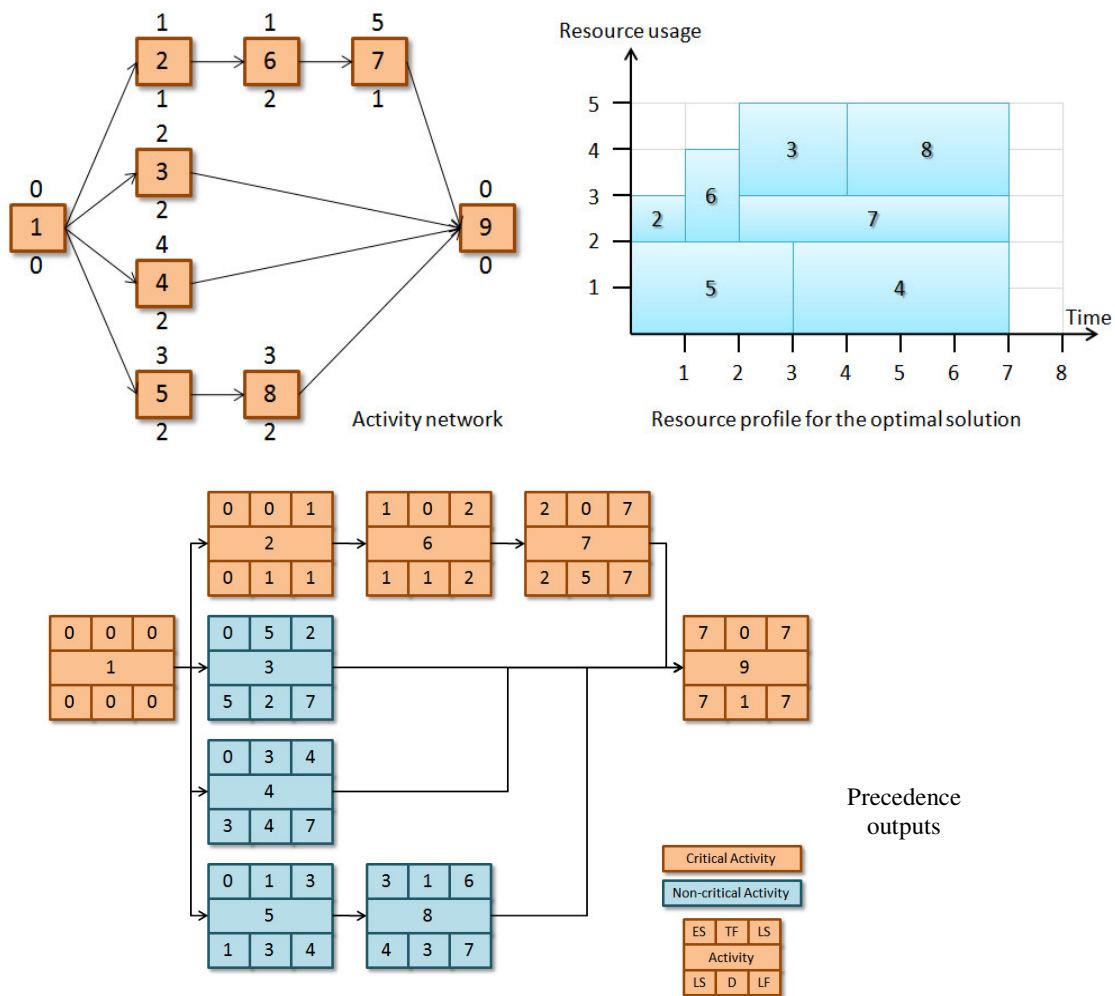 1 1 5
2 6 7
1 2 1
2
3
2
0 0
1 9
0 0
4
4
2
3 3
5 8
2 2
Activity network
Resource usage
5
4
3
2
1
3 8
6
2 7
5 4
Time
1 2 3 4 5 6 7 8
Resource profile for the optimal solution
0 0 1 1 0 2 2 0 7
2 6 7
0 1 1 1 1 2 2 5 7
0 0 0 0 5 2 7 0 7
1 3 9
0 0 0 5 2 7 7 1 7
0 3 4
4
3 4 7
0 1 3 3 1 6
5 8
1 3 4 4 3 7
Precedence
outputs
Critical Activity
Non-critical Activity
ES TF LS
Activity
LS D LF